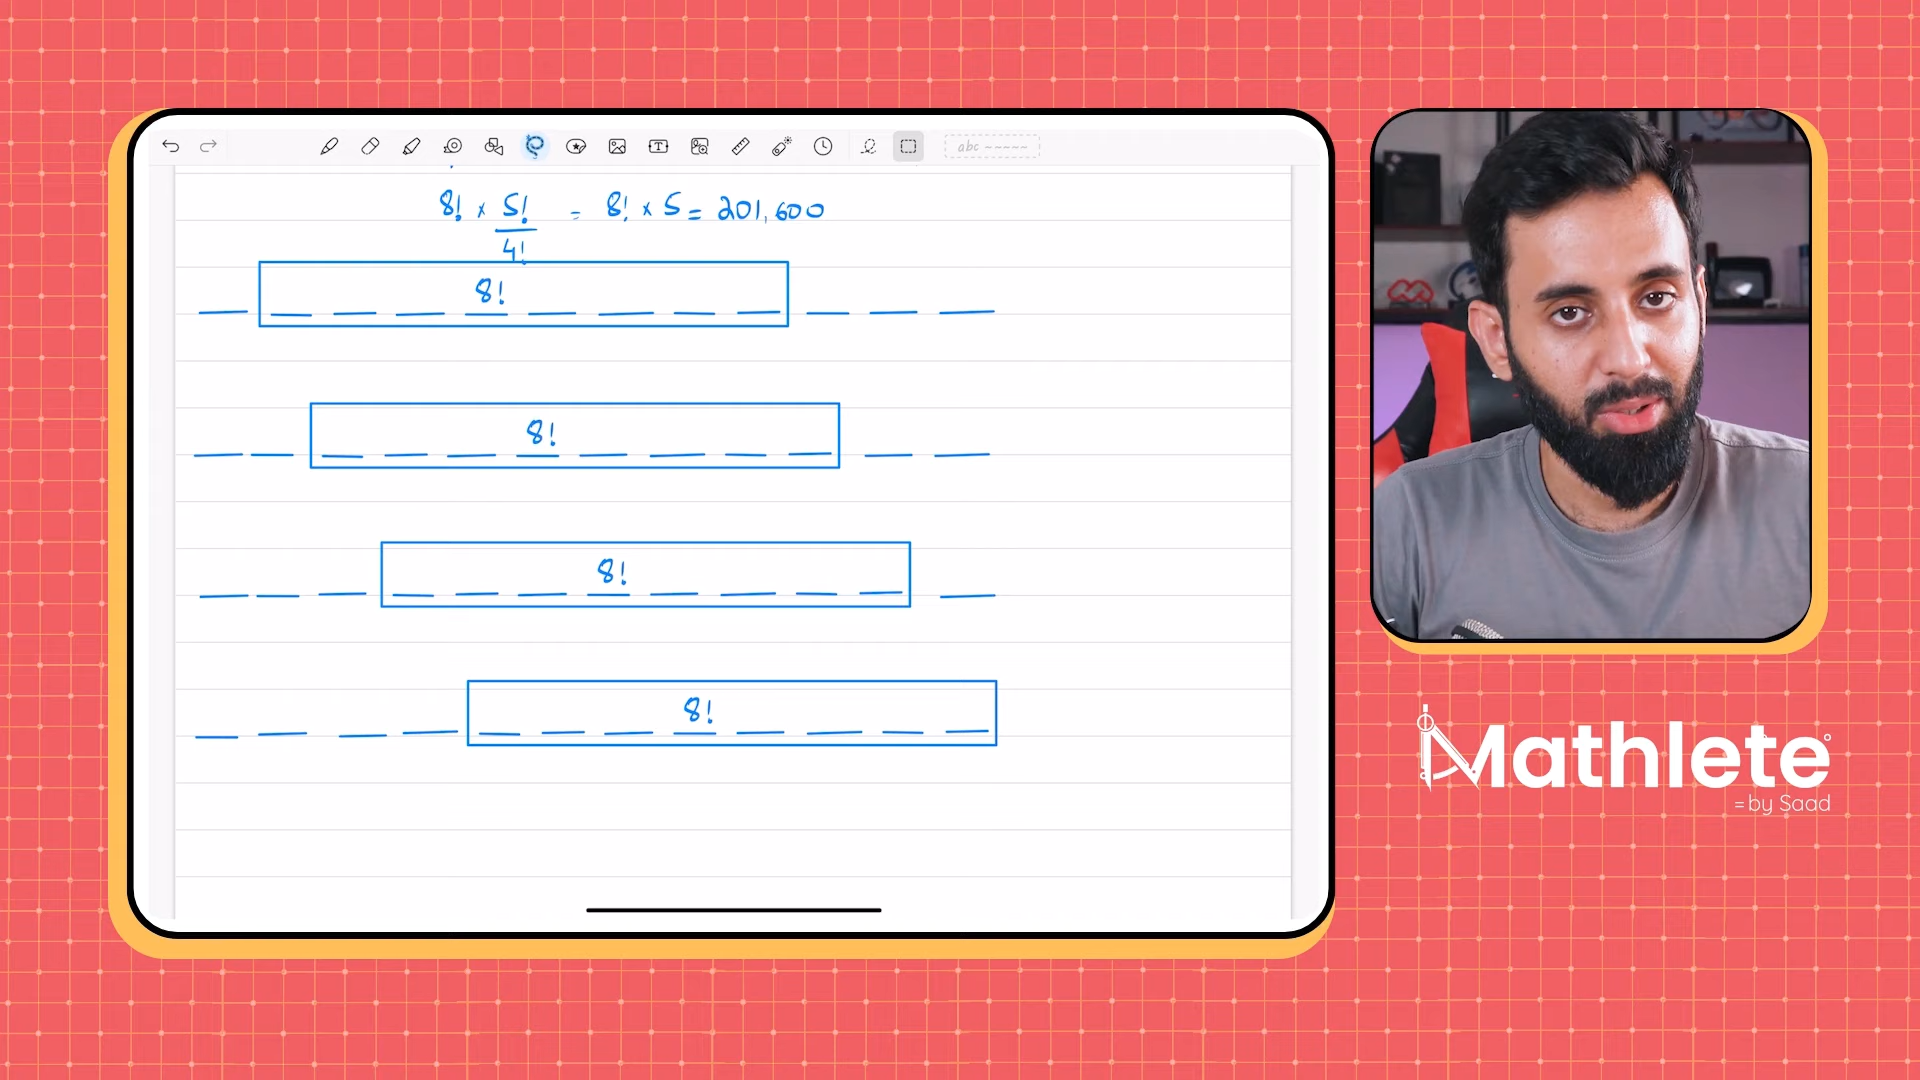 abc
8! × 5! / 4! = 8! × 5 = 201,600
8!
8!
8!
8!
Mathlete
= by Saad